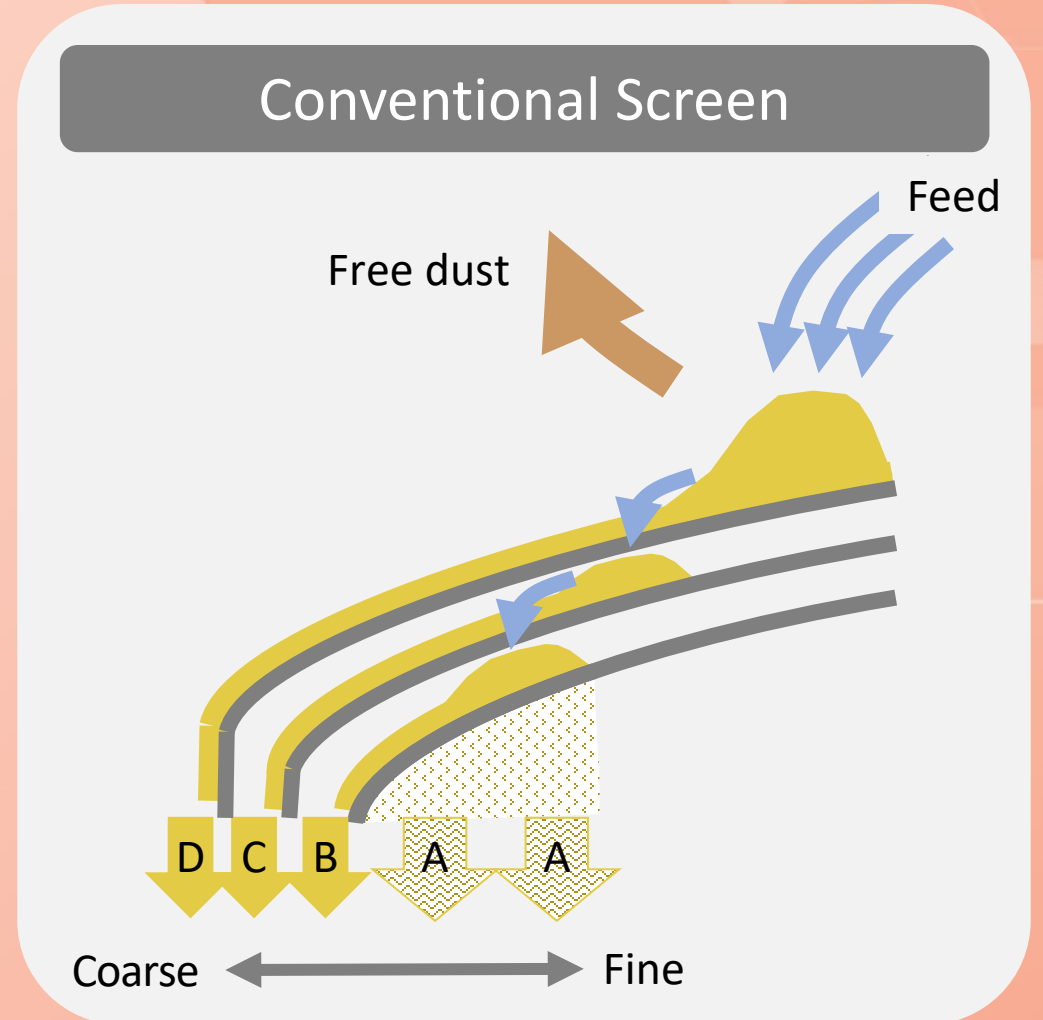 Conventional Screen
Feed
Free dust
D C B A A
Coarse Fine